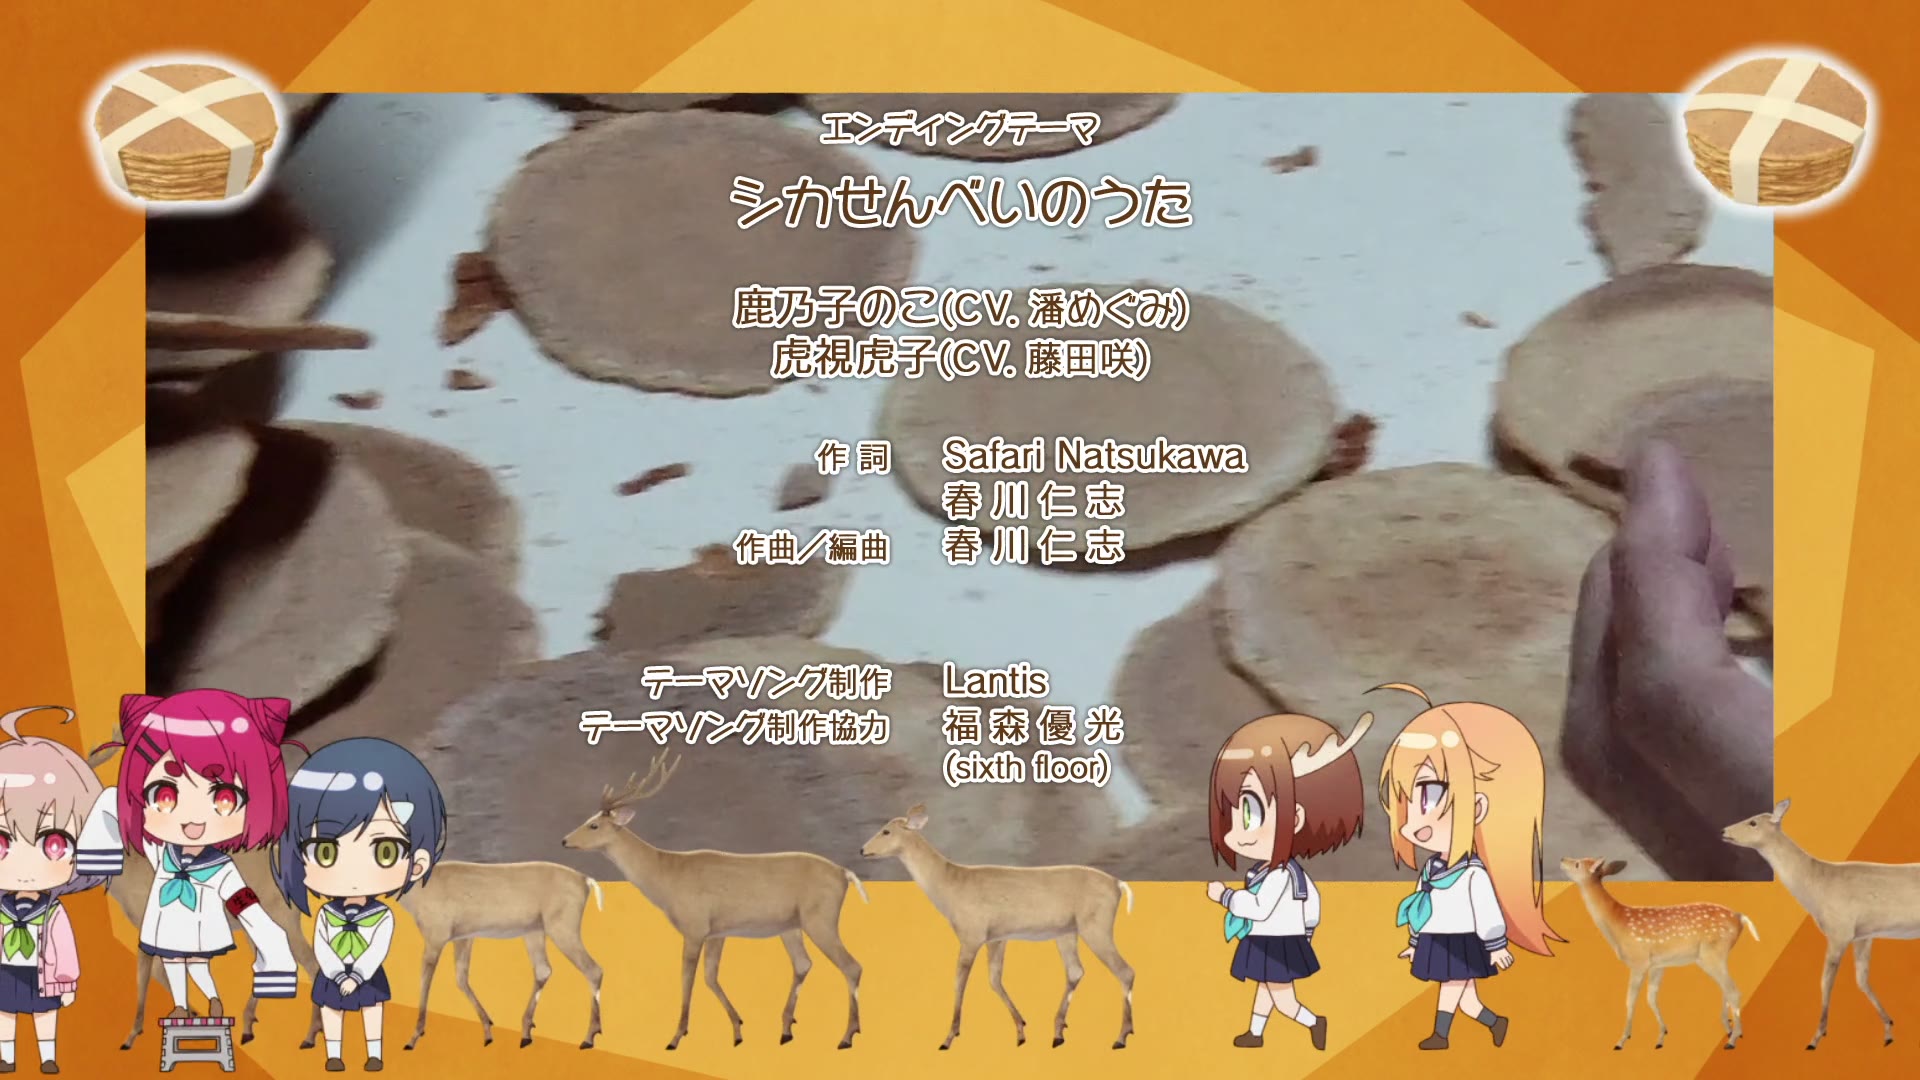 エンディングテーマ
シカせんべいのうた
鹿乃子のこ(CV. 潘めぐみ)
虎視虎子(CV. 藤田咲)
作 詞 Safari Natsukawa
春 川 仁 志
作曲／編曲 春 川 仁 志
テーマソング制作 Lantis
テーマソング制作協力 福 森 優 光
(sixth floor)